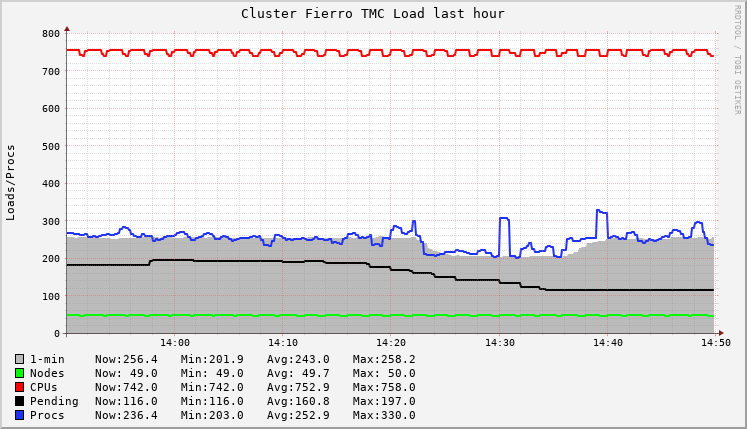 Cluster Fierro TMC Load last hour
RRDTOOL / TOBI OETIKER
Loads/Procs
800
700
600
500
400
300
200
100
0
14:00 14:10 14:20 14:30 14:40 14:50
1-min Now:256.4 Min:201.9 Avg:243.0 Max:258.2
Nodes Now: 49.0 Min: 49.0 Avg: 49.7 Max: 50.0
CPUs Now:742.0 Min:742.0 Avg:752.9 Max:758.0
Pending Now:116.0 Min:116.0 Avg:160.8 Max:197.0
Procs Now:236.4 Min:203.0 Avg:252.9 Max:330.0